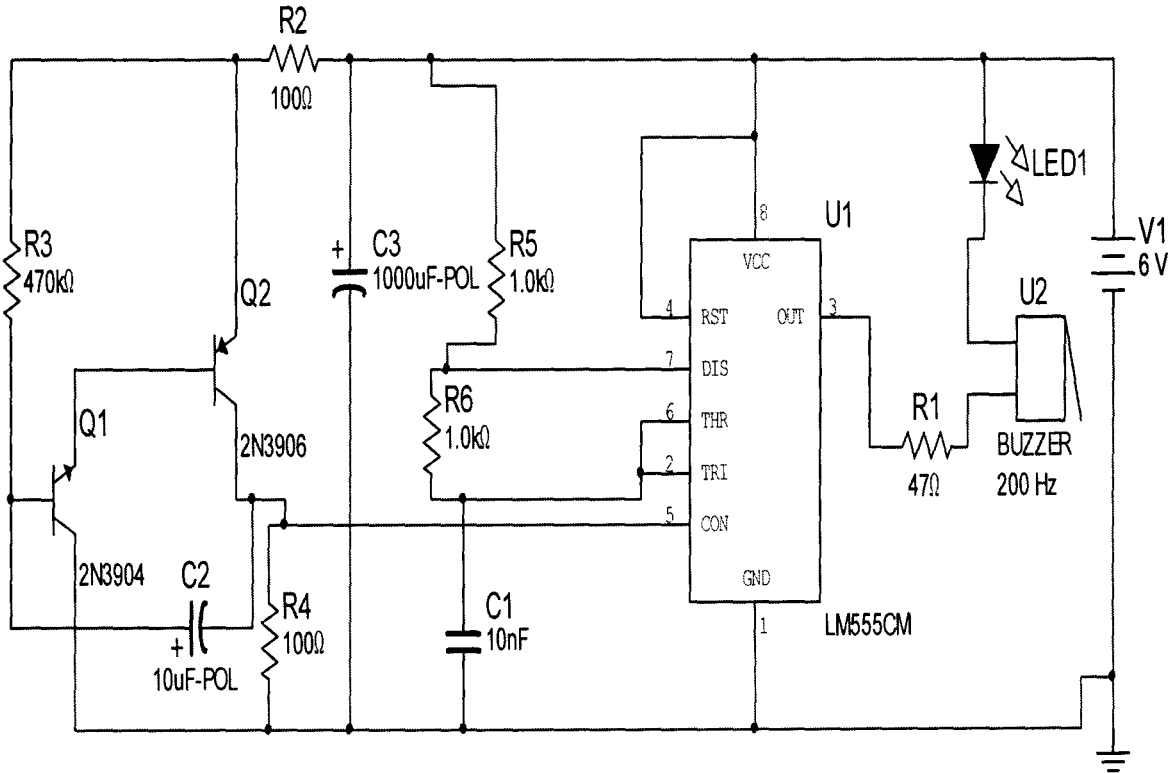 R2
100Ω
R3
470kΩ
Q2
2N3906
Q1
2N3904
C2
+
10uF-POL
R4
100Ω
+
C3
1000uF-POL
R5
1.0kΩ
R6
1.0kΩ
C1
10nF
U1
8
VCC
4
RST
OUT
3
7
DIS
6
THR
2
TRI
5
CON
GND
1
LM555CM
LED1
V1
6 V
U2
R1
47Ω
BUZZER
200 Hz